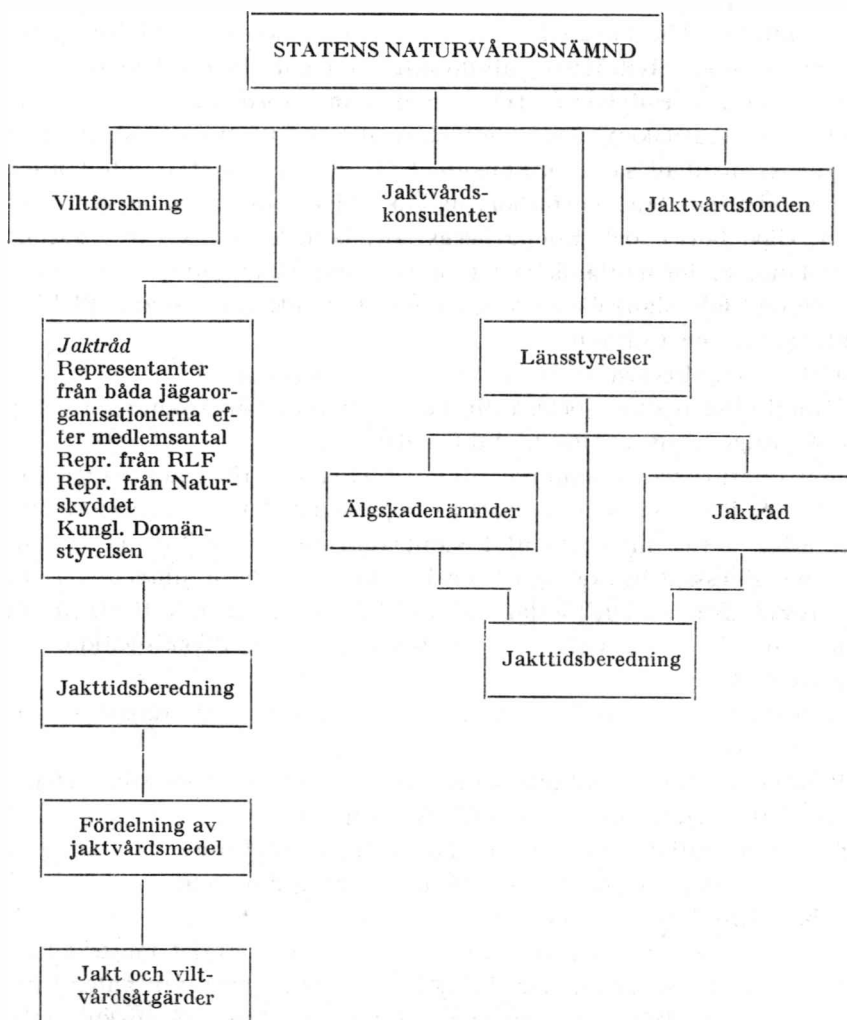 STATENS NATURVÅRDSNÄMND
Viltforskning
Jaktvårds-
konsulenter
Jaktvårdsfonden
Jaktråd
Representanter
från båda jägaror-
ganisationerna ef-
ter medlemsantal
Repr. från RLF
Repr. från Natur-
skyddet
Kungl. Domän-
styrelsen
Länsstyrelser
Älgskadenämnder
Jaktråd
Jakttidsberedning
Jakttidsberedning
Fördelning av
jaktvårdsmedel
Jakt och vilt-
vårdsåtgärder